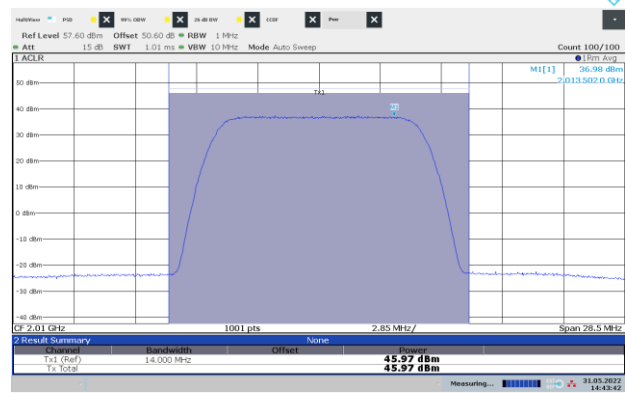 MultiView PSD 99% OBW 26 dB BW CCDF Pwr
Ref Level 57.60 dBm Offset 50.60 dB RBW 1 MHz
Att 15 dB SWT 1.01 ms VBW 10 MHz Mode Auto Sweep Count 100/100
1 ACLR 1Rm Avg
M1[1] 36.98 dBm
2.0135020 GHz
50 dBm
Tx1
40 dBm
M1
30 dBm
20 dBm
10 dBm
0 dBm
-10 dBm
-20 dBm
-30 dBm
-40 dBm
CF 2.01 GHz 1001 pts 2.85 MHz/ Span 28.5 MHz
2 Result Summary None
Channel Bandwidth Offset Power
Tx1 (Ref) 14.000 MHz 45.97 dBm
Tx Total 45.97 dBm
Measuring... 31.05.2022
14:43:42